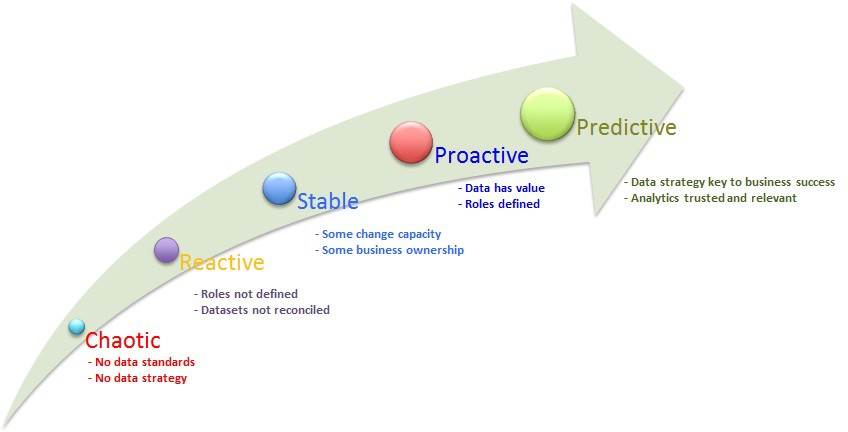 Predictive
- Data strategy key to business success
- Analytics trusted and relevant
Proactive
- Data has value
- Roles defined
Stable
- Some change capacity
- Some business ownership
Reactive
- Roles not defined
- Datasets not reconciled
Chaotic
- No data standards
- No data strategy